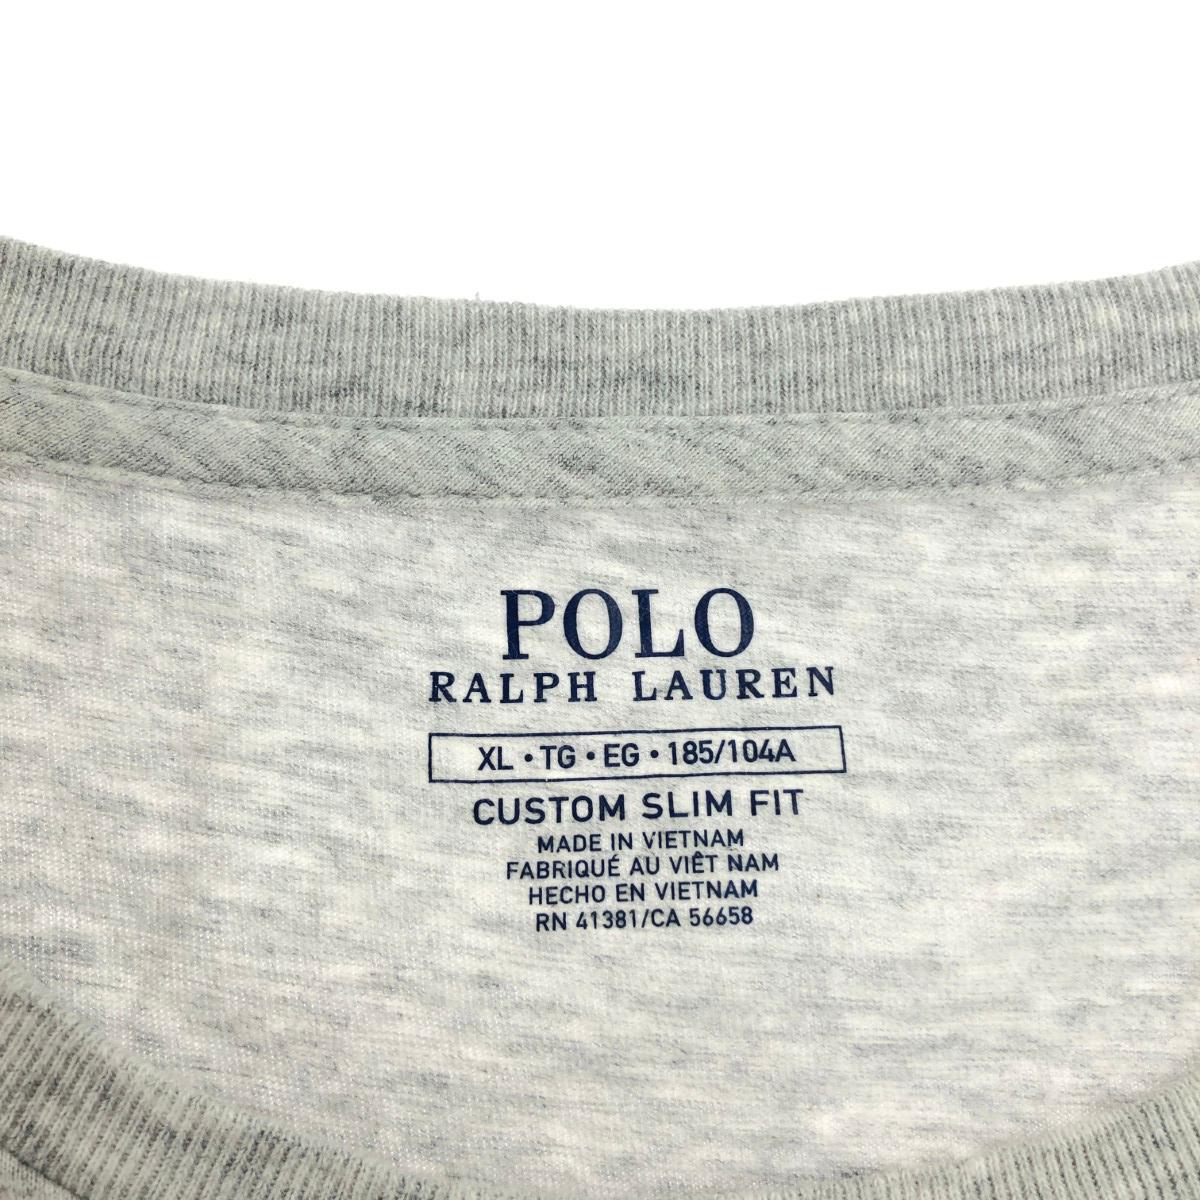 POLO
RALPH LAUREN
XL • TG • EG • 185/104A
CUSTOM SLIM FIT
MADE IN VIETNAM
FABRIQUÉ AU VIÊT NAM
HECHO EN VIETNAM
RN 41381/CA 56658